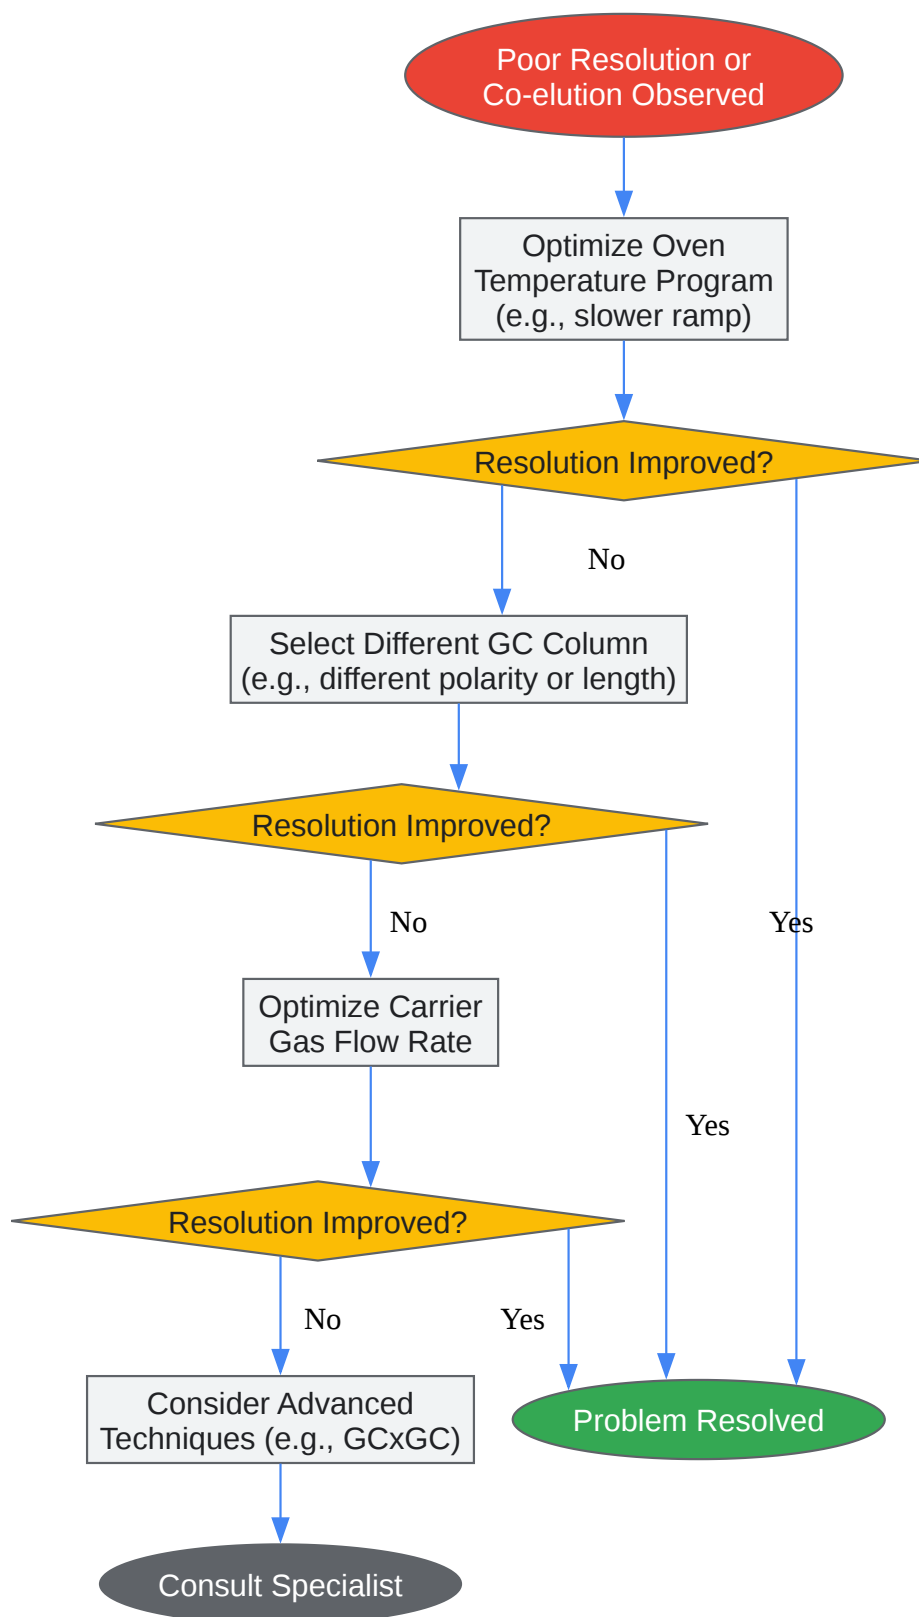 Poor Resolution or
Co-elution Observed
Optimize Oven
Temperature Program
(e.g., slower ramp)
Resolution Improved?
No
Select Different GC Column
(e.g., different polarity or length)
Resolution Improved?
No
Yes
Optimize Carrier
Gas Flow Rate
Yes
Resolution Improved?
No
Yes
Consider Advanced
Techniques (e.g., GCxGC)
Problem Resolved
Consult Specialist